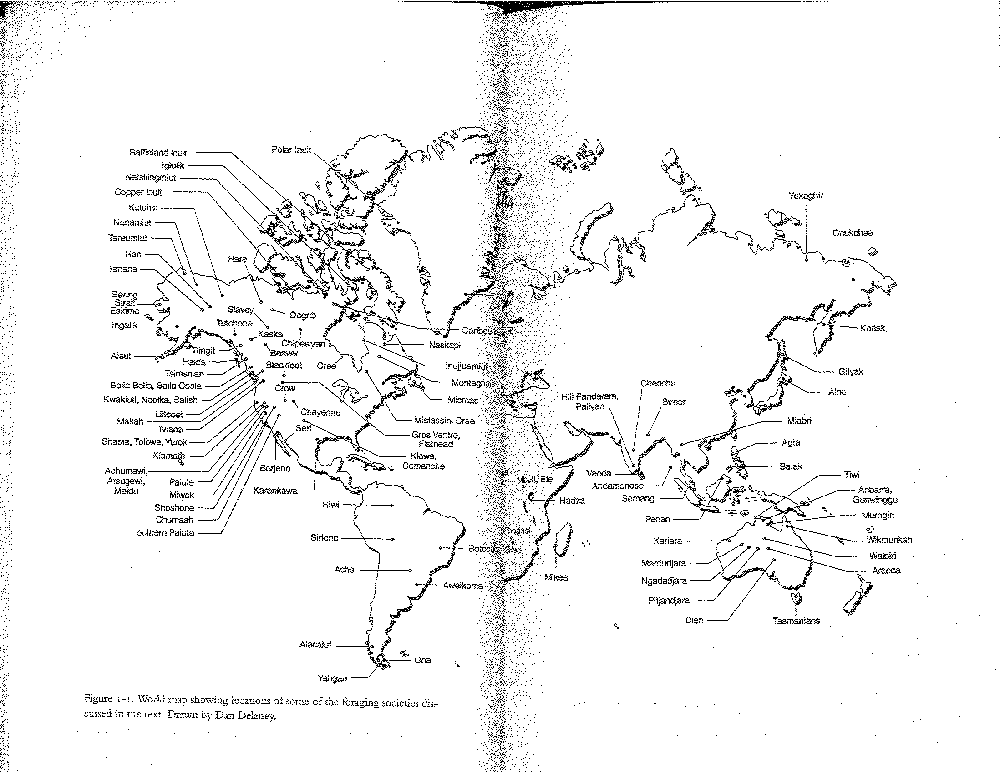 Baffinland Inuit
Polar Inuit
Iglulik
Netsilingmiut
Copper Inuit
Kutchin
Nunamiut
Tareumiut
Han
Hare
Tanana
Bering
Strait
Eskimo
Slavey
Dogrib
Tutchone
Ingalik
Kaska
Chipewyan
Caribou
Naskapi
Tlingit
Beaver
Aleut
Haida
Blackfoot
Cree
Inujjuamiut
Tsimshian
Montagnais
Bella Bella, Bella Coola
Crow
Kwakiutl, Nootka, Salish
Micmac
Lillooet
Cheyenne
Makah
Mistassini Cree
Twana
Seri
Gros Ventre,
Flathead
Shasta, Tolowa, Yurok
Klamath
Kiowa,
Comanche
Borjeno
Achumawi,
Atsugewi,
Maidu
Paiute
Karankawa
Miwok
Hiwi
Shoshone
Chumash
outhern Paiute
Siriono
Botocud
Ache
Aweikoma
Alacaluf
Ona
Yahgan
Yukaghir
Chukchee
Koriak
Gilyak
Ainu
Chenchu
Hill Pandaram,
Paliyan
Birhor
Mlabri
Agta
Batak
Vedda
Andamanese
Semang
Penan
ka
Mbuti, Efe
Hadza
u/'hoansi
G/wi
Mikea
Tiwi
Anbarra,
Gunwinggu
Murngin
Wikmunkan
Kariera
Walbiri
Mardudjara
Aranda
Ngadadjara
Pitjandjara
Dieri
Tasmanians
Figure 1-1. World map showing locations of some of the foraging societies dis-
cussed in the text. Drawn by Dan Delaney.